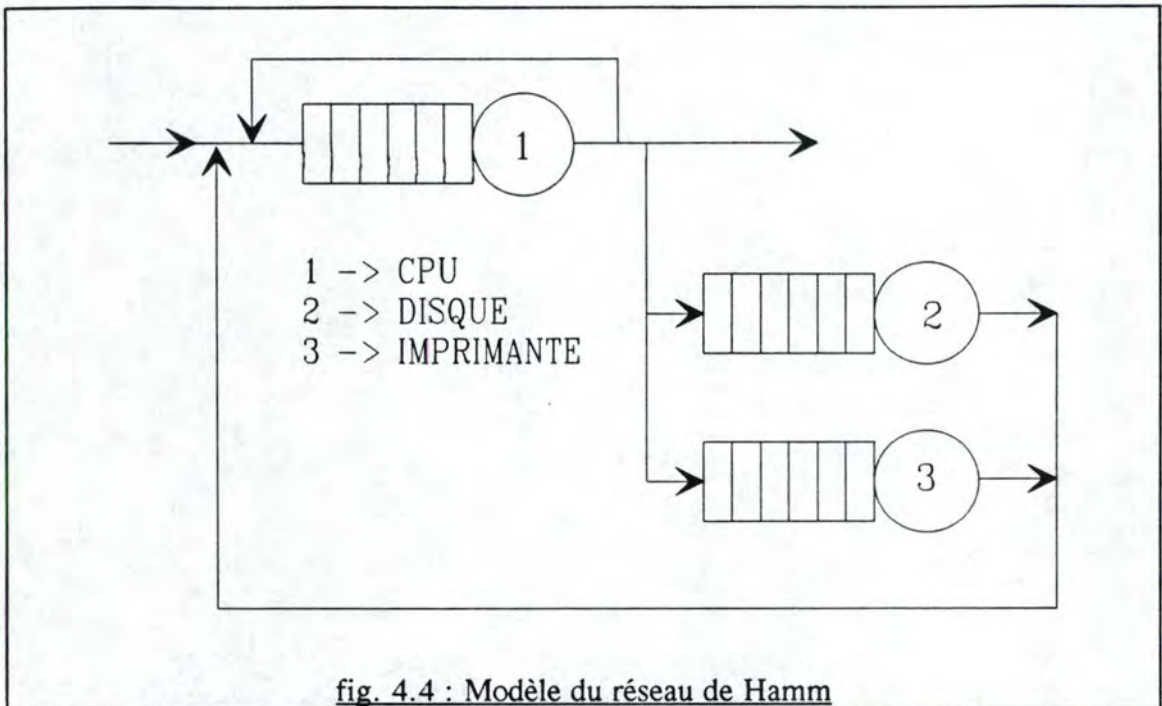 1
1 -> CPU
2 -> DISQUE
3 -> IMPRIMANTE
2
3
fig. 4.4 : Modèle du réseau de Hamm